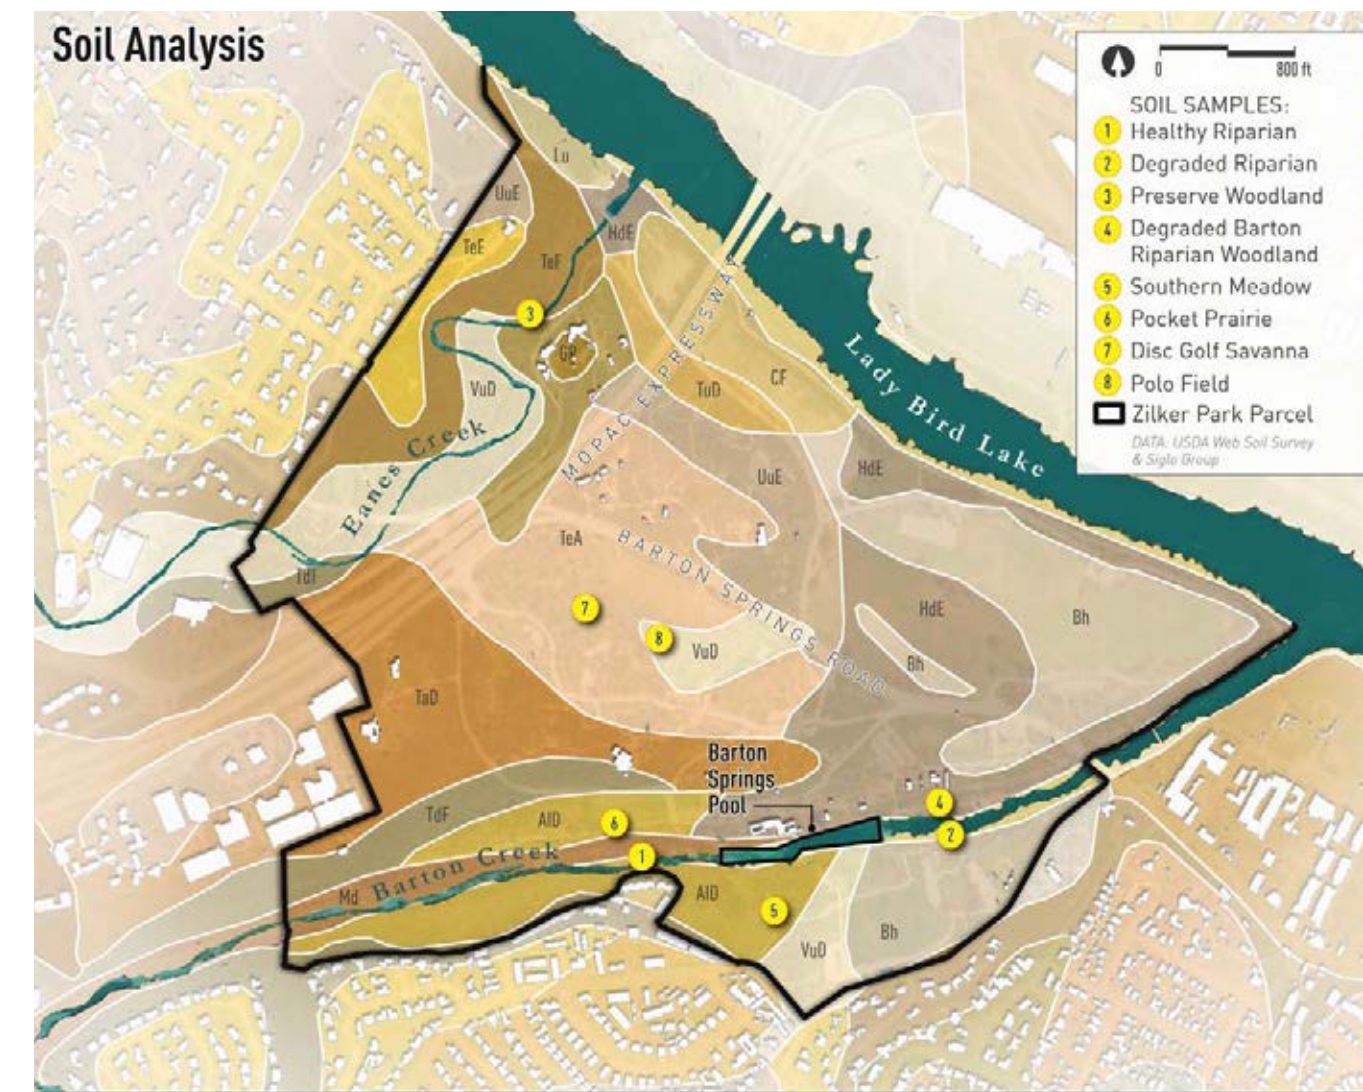 Soil Analysis
0 800 ft
SOIL SAMPLES:
1 Healthy Riparian
2 Degraded Riparian
3 Preserve Woodland
4 Degraded Barton
Riparian Woodland
5 Southern Meadow
6 Pocket Prairie
7 Disc Golf Savanna
8 Polo Field
Zilker Park Parcel
DATA: USDA Web Soil Survey
& Siglo Group
Lu
UuE
HdE
TeE
TeF
3
GP
VuD
TuD
CF
MOPAC EXPRESSWAY
Lady Bird Lake
Eanes Creek
UuE
HdE
TeA
BARTON SPRINGS ROAD
TdF
7
HdE
Bh
8
VuD
Bh
TaD
Barton
Springs
Pool
TdF
AlD
6
4
2
1
Barton Creek
Md
AlD
5
VuD
Bh